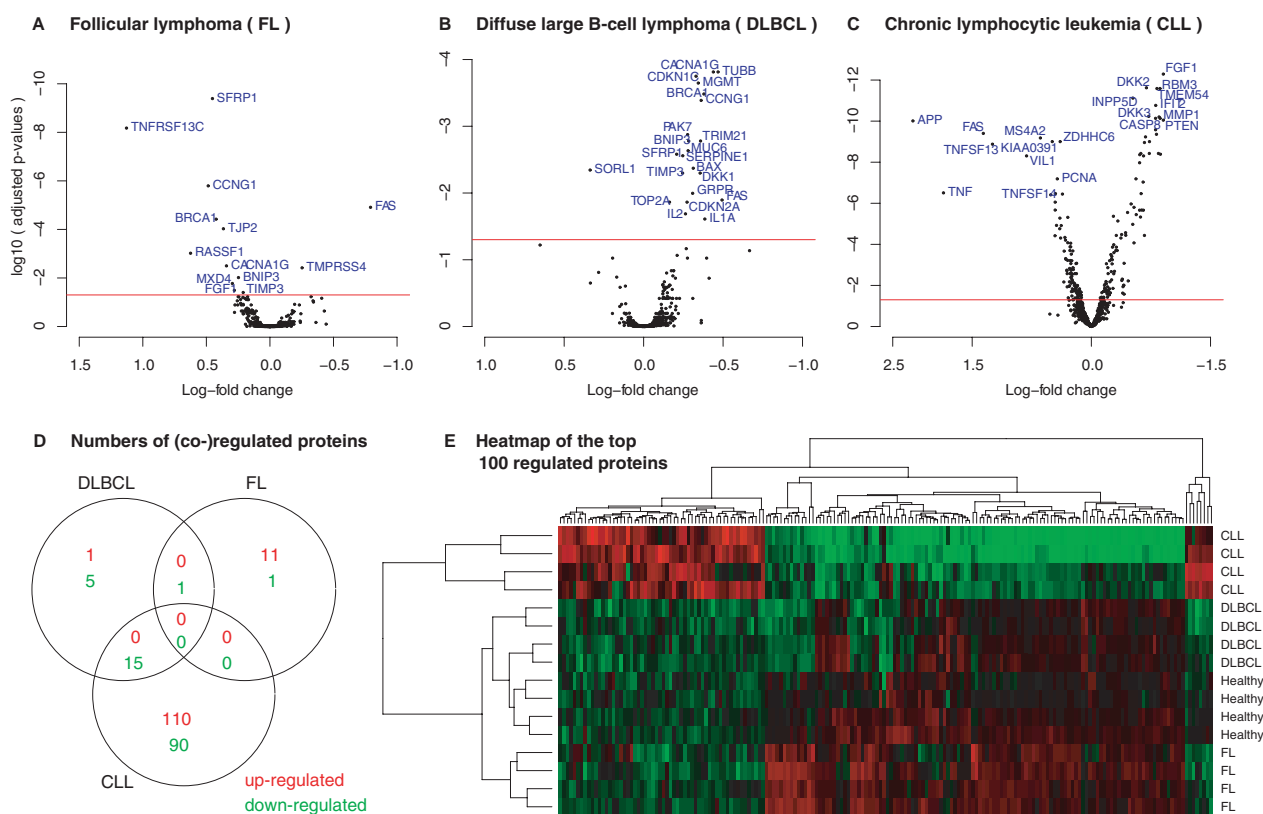 A Follicular lymphoma ( FL )
log10 ( adjusted p-values )
-10
-8
-6
-4
-2
0
SFRP1
TNFRSF13C
CCNG1
FAS
BRCA1
TJP2
RASSF1
CACNA1G
TMPRSS4
MXD4
BNIP3
FGF1
TIMP3
1.5 1.0 0.5 0.0 −0.5 −1.0
Log−fold change
B Diffuse large B-cell lymphoma ( DLBCL )
-4
-3
-2
-1
0
CACNA1G
TUBB
CDKN1C
MGMT
BRCA1
CCNG1
PAK7
BNIP3
TRIM21
MUC6
SFRP1
SERPINE1
SORL1
TIMP3
BAX
DKK1
GRPR
TOP2A
FAS
CDKN2A
IL2
IL1A
1.0 0.5 0.0 −0.5 −1.0
Log−fold change
C Chronic lymphocytic leukemia ( CLL )
-12
-10
-8
-6
-4
-2
0
FGF1
DKK2
RBM3
TMEM54
INPP5D
IFIT2
DKK3
MMP1
CASP8
PTEN
APP
FAS
MS4A2
ZDHHC6
TNFSF13
KIAA0391
VIL1
PCNA
TNF
TNFSF14
2.5 1.5 0.0 −1.5
Log−fold change
D Numbers of (co-)regulated proteins
DLBCL FL
1
5
0
1
11
1
0
0
0
15
0
0
110
90
CLL
up-regulated
down-regulated
E Heatmap of the top
100 regulated proteins
CLL
CLL
CLL
CLL
DLBCL
DLBCL
DLBCL
DLBCL
Healthy
Healthy
Healthy
Healthy
FL
FL
FL
FL